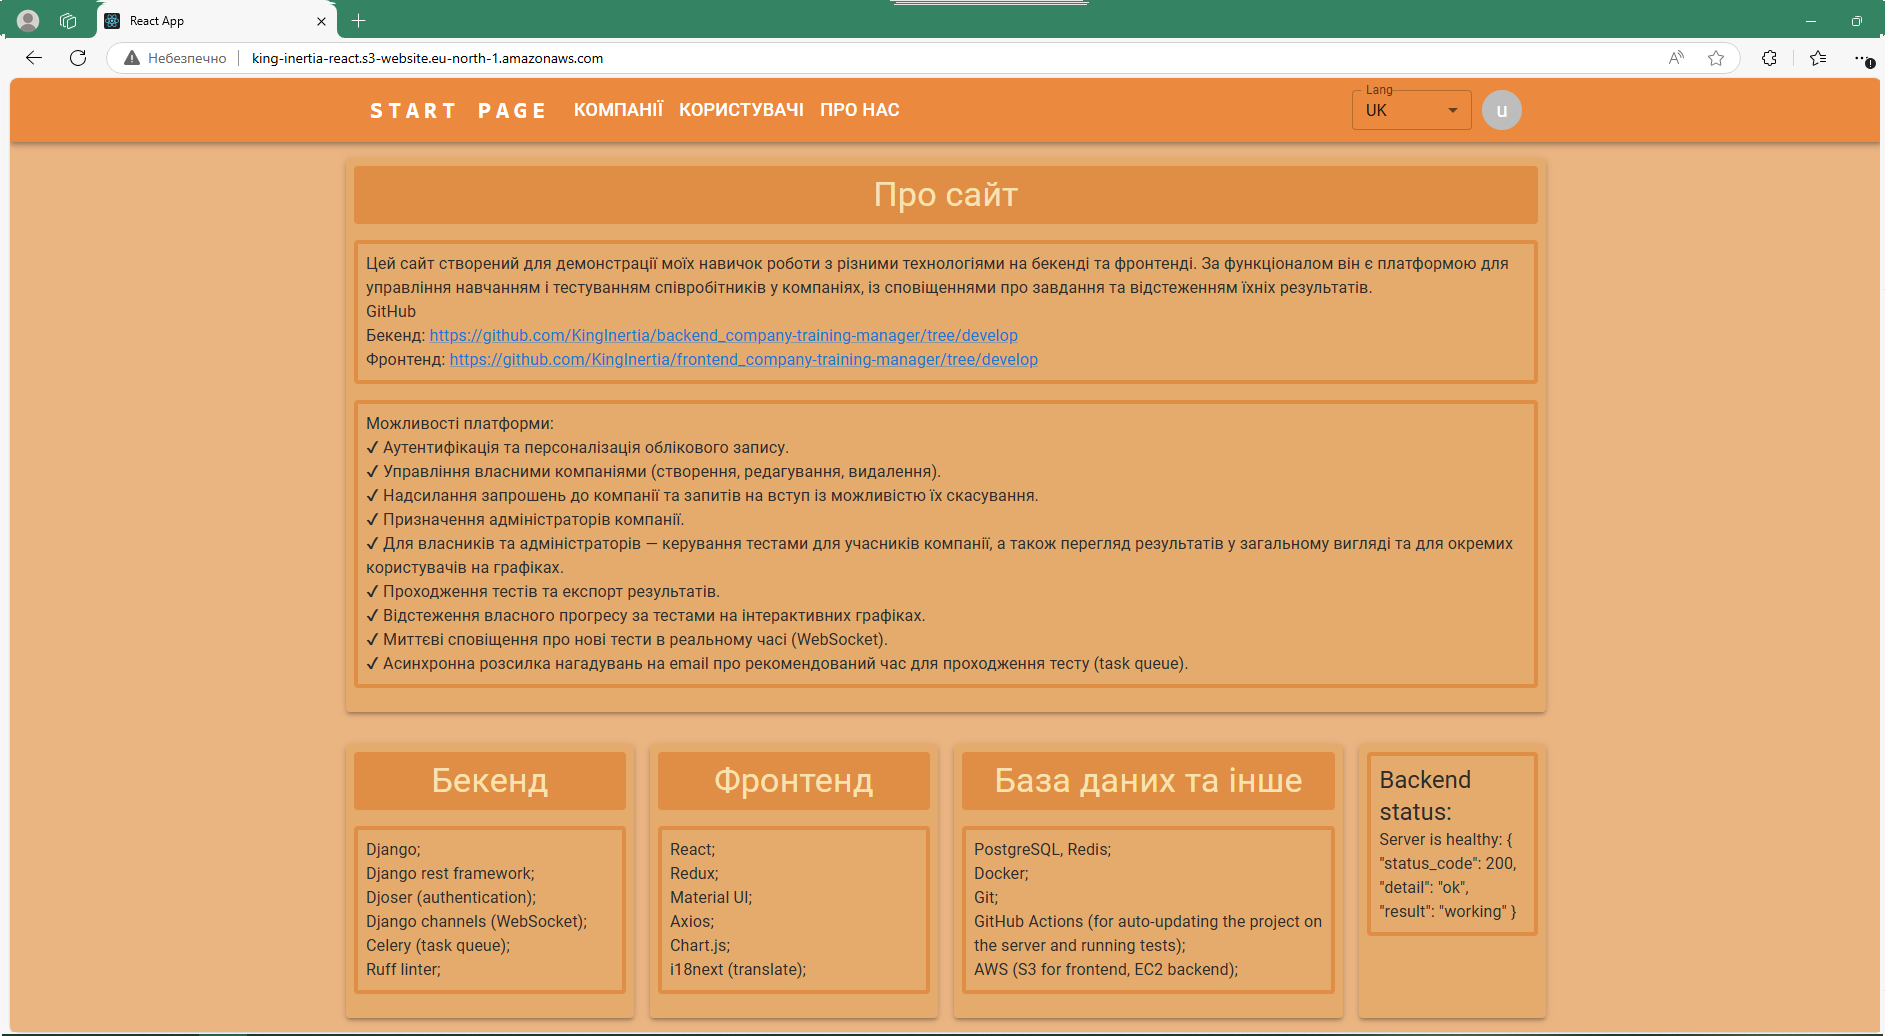 React App
Небезпечно
king-inertia-react.s3-website.eu-north-1.amazonaws.com
START PAGE
КОМПАНІЇ
КОРИСТУВАЧІ
ПРО НАС
Lang
UK
u
Про сайт
Цей сайт створений для демонстрації моїх навичок роботи з різними технологіями на бекенді та фронтенді. За функціоналом він є платформою для
управління навчанням і тестуванням співробітників у компаніях, із сповіщеннями про завдання та відстеженням їхніх результатів.
GitHub
Бекенд: https://github.com/KingInertia/backend_company-training-manager/tree/develop
Фронтенд: https://github.com/KingInertia/frontend_company-training-manager/tree/develop
Можливості платформи:
✓ Аутентифікація та персоналізація облікового запису.
✓ Управління власними компаніями (створення, редагування, видалення).
✓ Надсилання запрошень до компанії та запитів на вступ із можливістю їх скасування.
✓ Призначення адміністраторів компанії.
✓ Для власників та адміністраторів — керування тестами для учасників компанії, а також перегляд результатів у загальному вигляді та для окремих
користувачів на графіках.
✓ Проходження тестів та експорт результатів.
✓ Відстеження власного прогресу за тестами на інтерактивних графіках.
✓ Миттєві сповіщення про нові тести в реальному часі (WebSocket).
✓ Асинхронна розсилка нагадувань на email про рекомендований час для проходження тесту (task queue).
Бекенд
Django;
Django rest framework;
Djoser (authentication);
Django channels (WebSocket);
Celery (task queue);
Ruff linter;
Фронтенд
React;
Redux;
Material UI;
Axios;
Chart.js;
i18next (translate);
База даних та інше
PostgreSQL, Redis;
Docker;
Git;
GitHub Actions (for auto-updating the project on
the server and running tests);
AWS (S3 for frontend, EC2 backend);
Backend
status:
Server is healthy: {
"status_code": 200,
"detail": "ok",
"result": "working" }